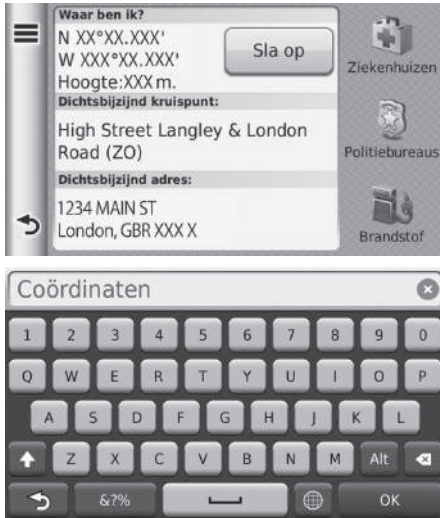 Waar ben ik?
N XX°XX.XXX'
W XXX°XX.XXX'
Hoogte:XXX m.
Sla op
Dichtsbijzijnd kruispunt:
High Street Langley & London
Road (ZO)
Dichtsbijzijnd adres:
1234 MAIN ST
London, GBR XXX X
Ziekenhuizen
Politiebureaus
Brandstof
Coördinaten
1 2 3 4 5 6 7 8 9 0
Q W E R T Y U I O P
A S D F G H J K L
Z X C V B N M Alt
&?% OK